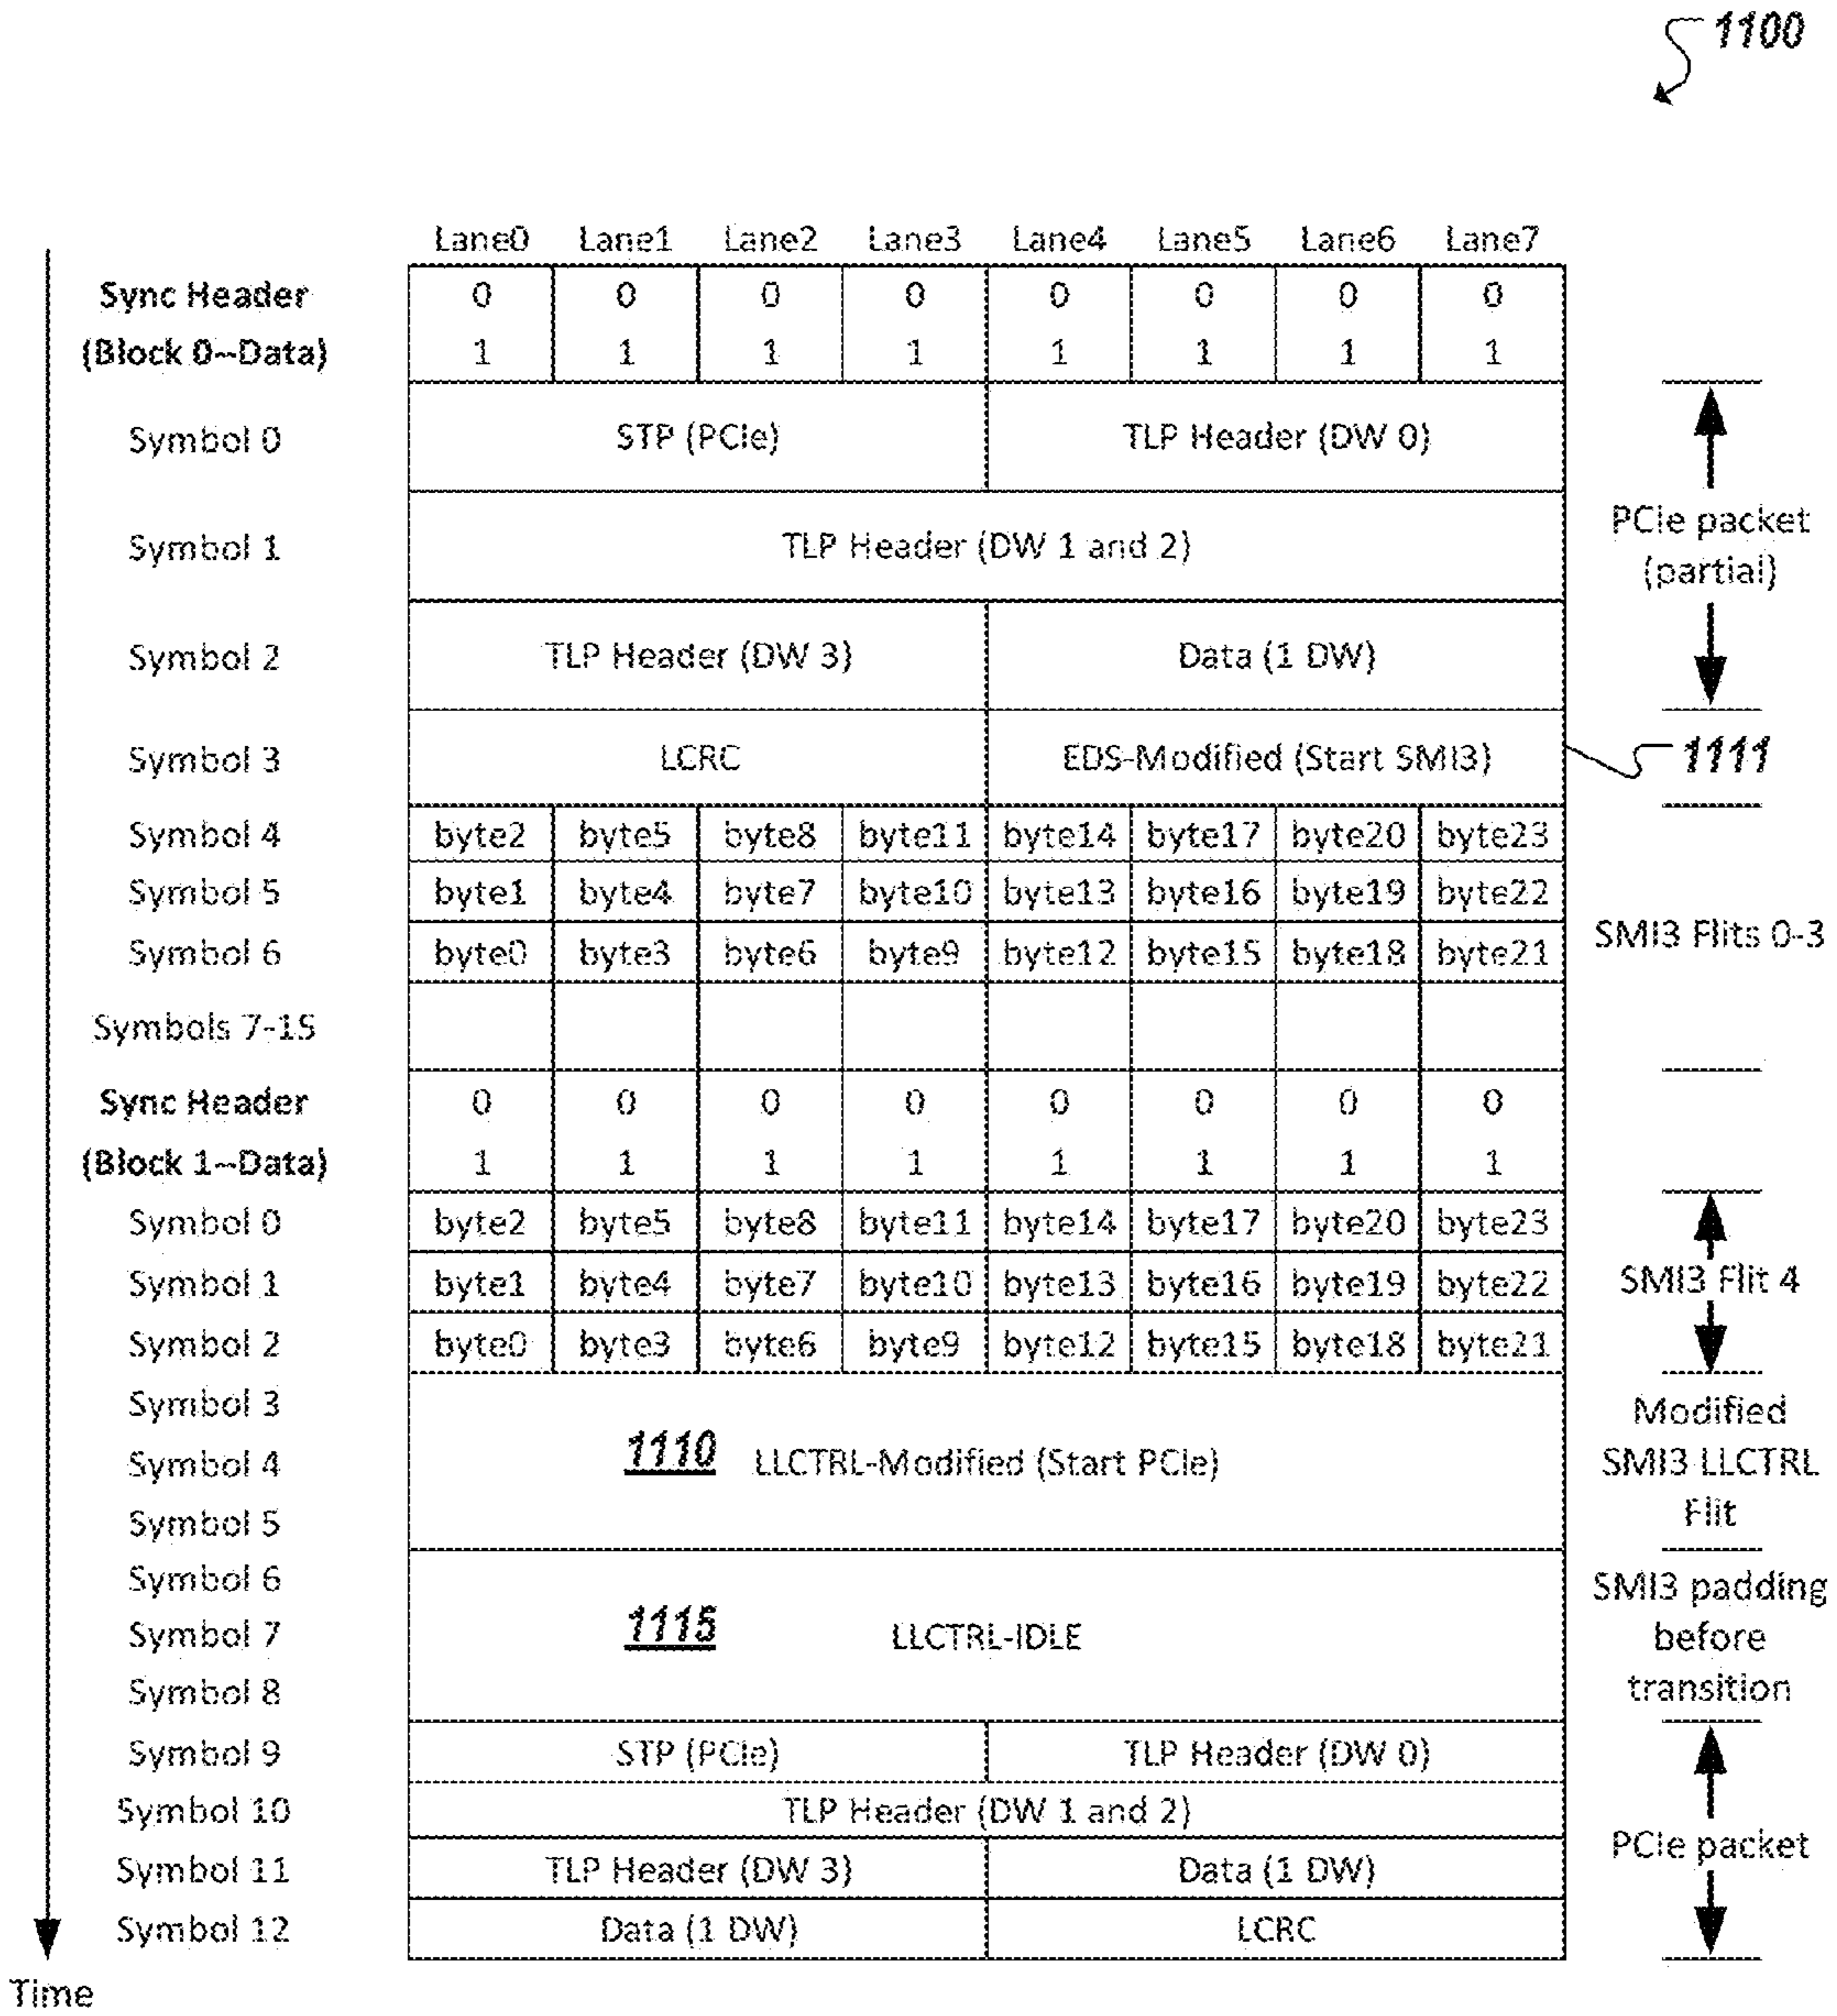 1100
Lane0 Lane1 Lane2 Lane3 Lane4 Lane5 Lane6 Lane7
Sync Header 0 0 0 0 0 0 0 0
(Block 0--Data) 1 1 1 1 1 1 1 1
Symbol 0 STP (PCIe) TLP Header (DW 0)
Symbol 1 TLP Header (DW 1 and 2) PCIe packet
(partial)
Symbol 2 TLP Header (DW 3) Data (1 DW)
Symbol 3 LCRC EDS-Modified (Start SMI3) 1111
Symbol 4 byte2 byte5 byte8 byte11 byte14 byte17 byte20 byte23
Symbol 5 byte1 byte4 byte7 byte10 byte13 byte16 byte19 byte22
SMI3 Flits 0-3
Symbol 6 byte0 byte3 byte6 byte9 byte12 byte15 byte18 byte21
Symbols 7-15
Sync Header 0 0 0 0 0 0 0 0
(Block 1--Data) 1 1 1 1 1 1 1 1
Symbol 0 byte2 byte5 byte8 byte11 byte14 byte17 byte20 byte23
Symbol 1 byte1 byte4 byte7 byte10 byte13 byte16 byte19 byte22 SMI3 Flit 4
Symbol 2 byte0 byte3 byte6 byte9 byte12 byte15 byte18 byte21
Symbol 3 Modified
Symbol 4 1110 LLCTRL-Modified (Start PCIe) SMI3 LLCTRL
Symbol 5 Flit
Symbol 6 SMI3 padding
Symbol 7 1115 LLCTRL-IDLE before
Symbol 8 transition
Symbol 9 STP (PCIe) TLP Header (DW 0)
Symbol 10 TLP Header (DW 1 and 2)
PCIe packet
Symbol 11 TLP Header (DW 3) Data (1 DW)
Symbol 12 Data (1 DW) LCRC
Time